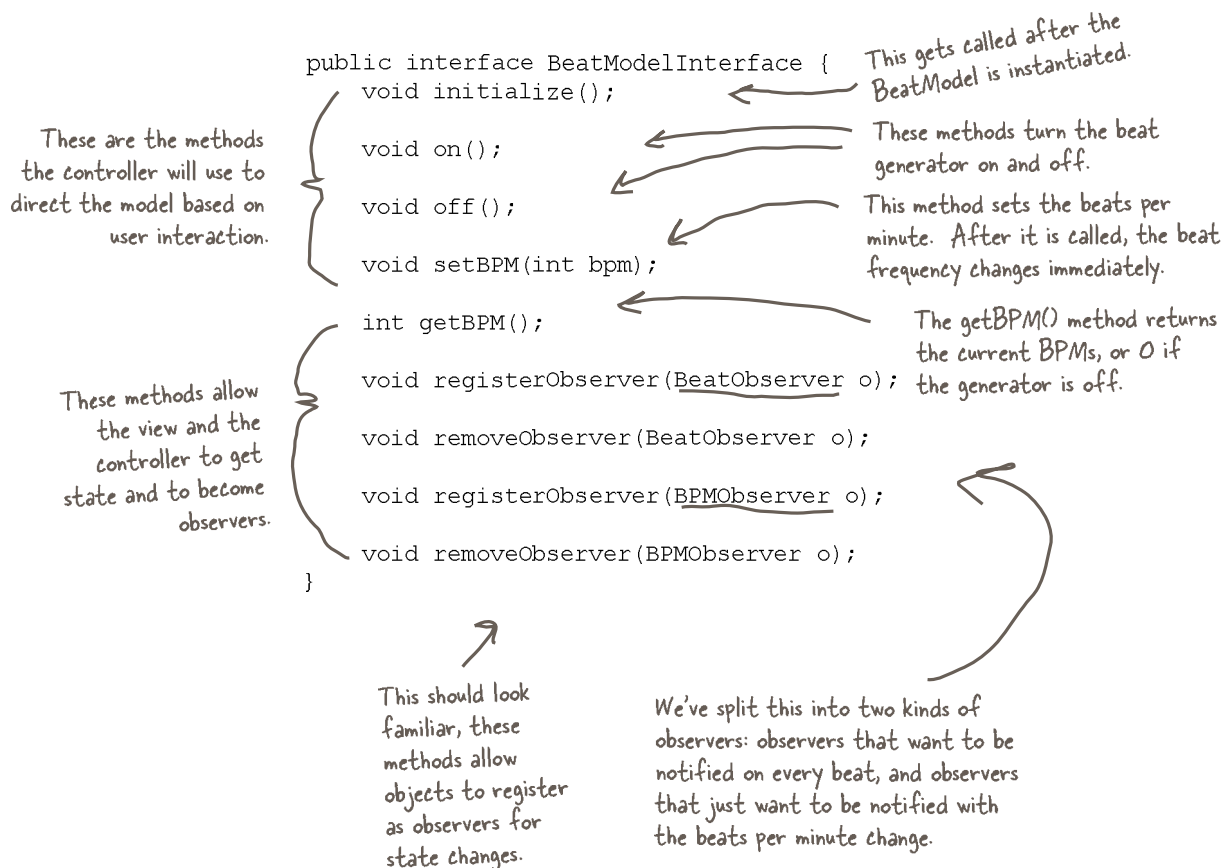 public interface BeatModelInterface {
void initialize();
void on();
void off();
void setBPM(int bpm);
int getBPM();
void registerObserver(BeatObserver o);
void removeObserver(BeatObserver o);
void registerObserver(BPMObserver o);
void removeObserver(BPMObserver o);
}
These are the methods
the controller will use to
direct the model based on
user interaction.
These methods allow
the view and the
controller to get
state and to become
observers.
This gets called after the
BeatModel is instantiated.
These methods turn the beat
generator on and off.
This method sets the beats per
minute. After it is called, the beat
frequency changes immediately.
The getBPM() method returns
the current BPMs, or 0 if
the generator is off.
This should look
familiar, these
methods allow
objects to register
as observers for
state changes.
We've split this into two kinds of
observers: observers that want to be
notified on every beat, and observers
that just want to be notified with
the beats per minute change.